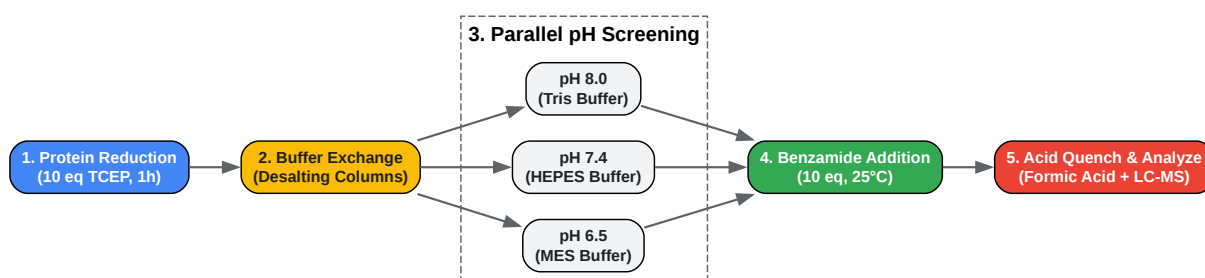 3. Parallel pH Screening
1. Protein Reduction
(10 eq TCEP, 1h)
2. Buffer Exchange
(Desalting Columns)
pH 8.0
(Tris Buffer)
pH 7.4
(HEPES Buffer)
pH 6.5
(MES Buffer)
4. Benzamide Addition
(10 eq, 25°C)
5. Acid Quench & Analyze
(Formic Acid + LC-MS)